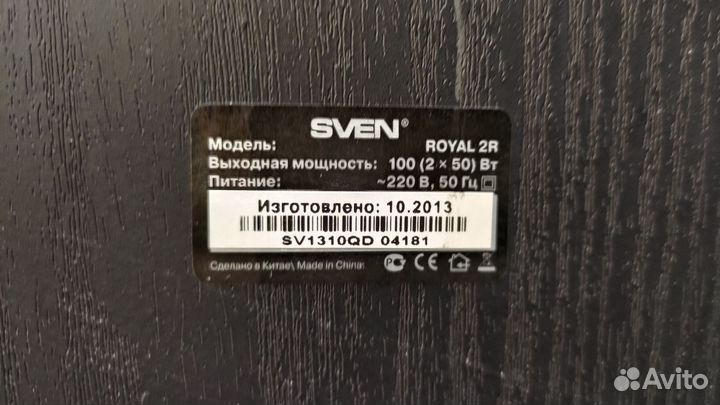 SVEN®
Модель: ROYAL 2R
Выходная мощность: 100 (2 × 50) Вт
Питание: ~220 В, 50 Гц
Изготовлено: 10.2013
SV1310QD 04181
Сделано в Китае\ Made in China:
Avito